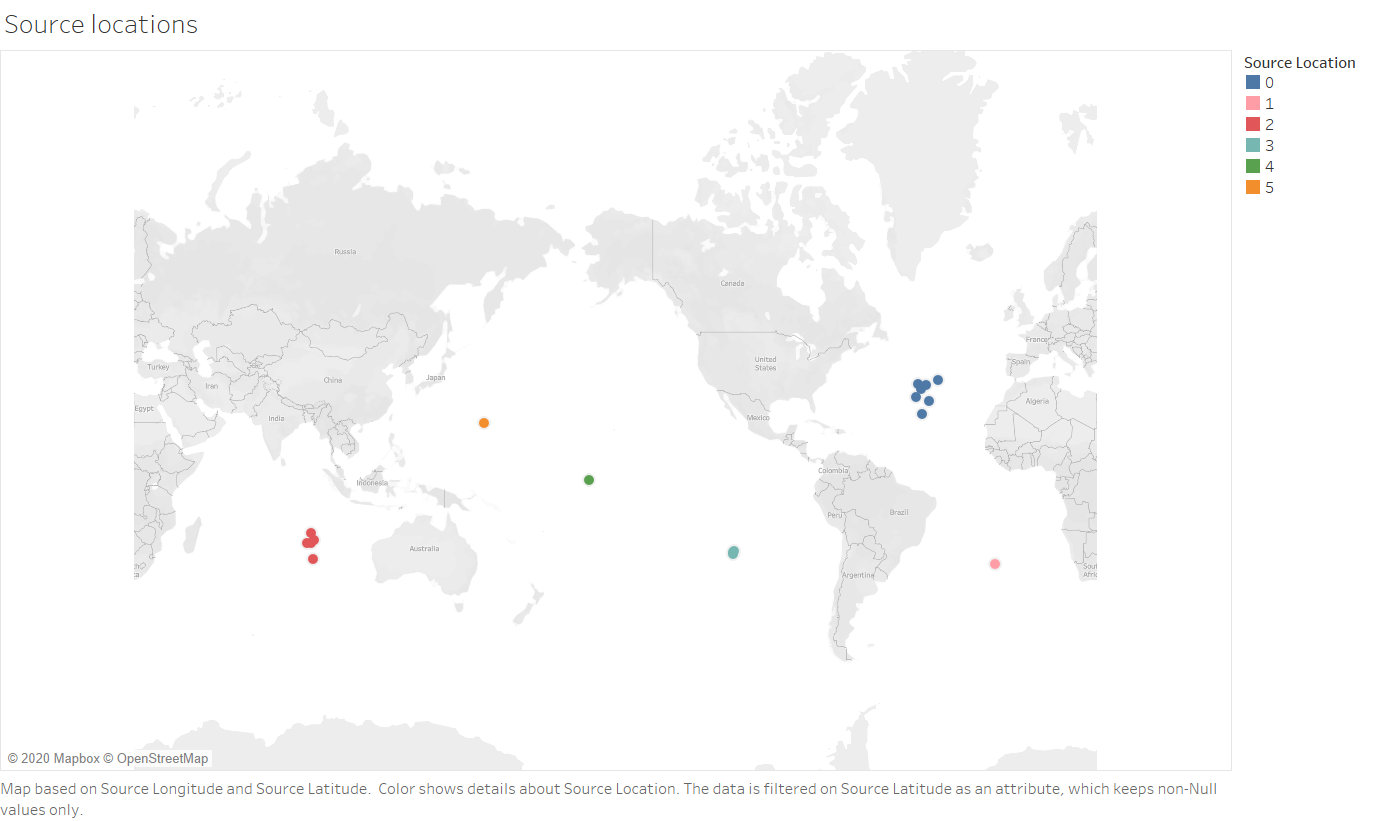 Source locations
Source Location
0
1
2
3
4
5
Russia
Canada
Turkey
Iran
China
Japan
United
States
France
Spain
Egypt
India
Mexico
Algeria
Indonesia
Colombia
Peru
Brazil
Australia
Argentina
Sout
Afric
© 2020 Mapbox © OpenStreetMap
Map based on Source Longitude and Source Latitude.  Color shows details about Source Location. The data is filtered on Source Latitude as an attribute, which keeps non-Null
values only.